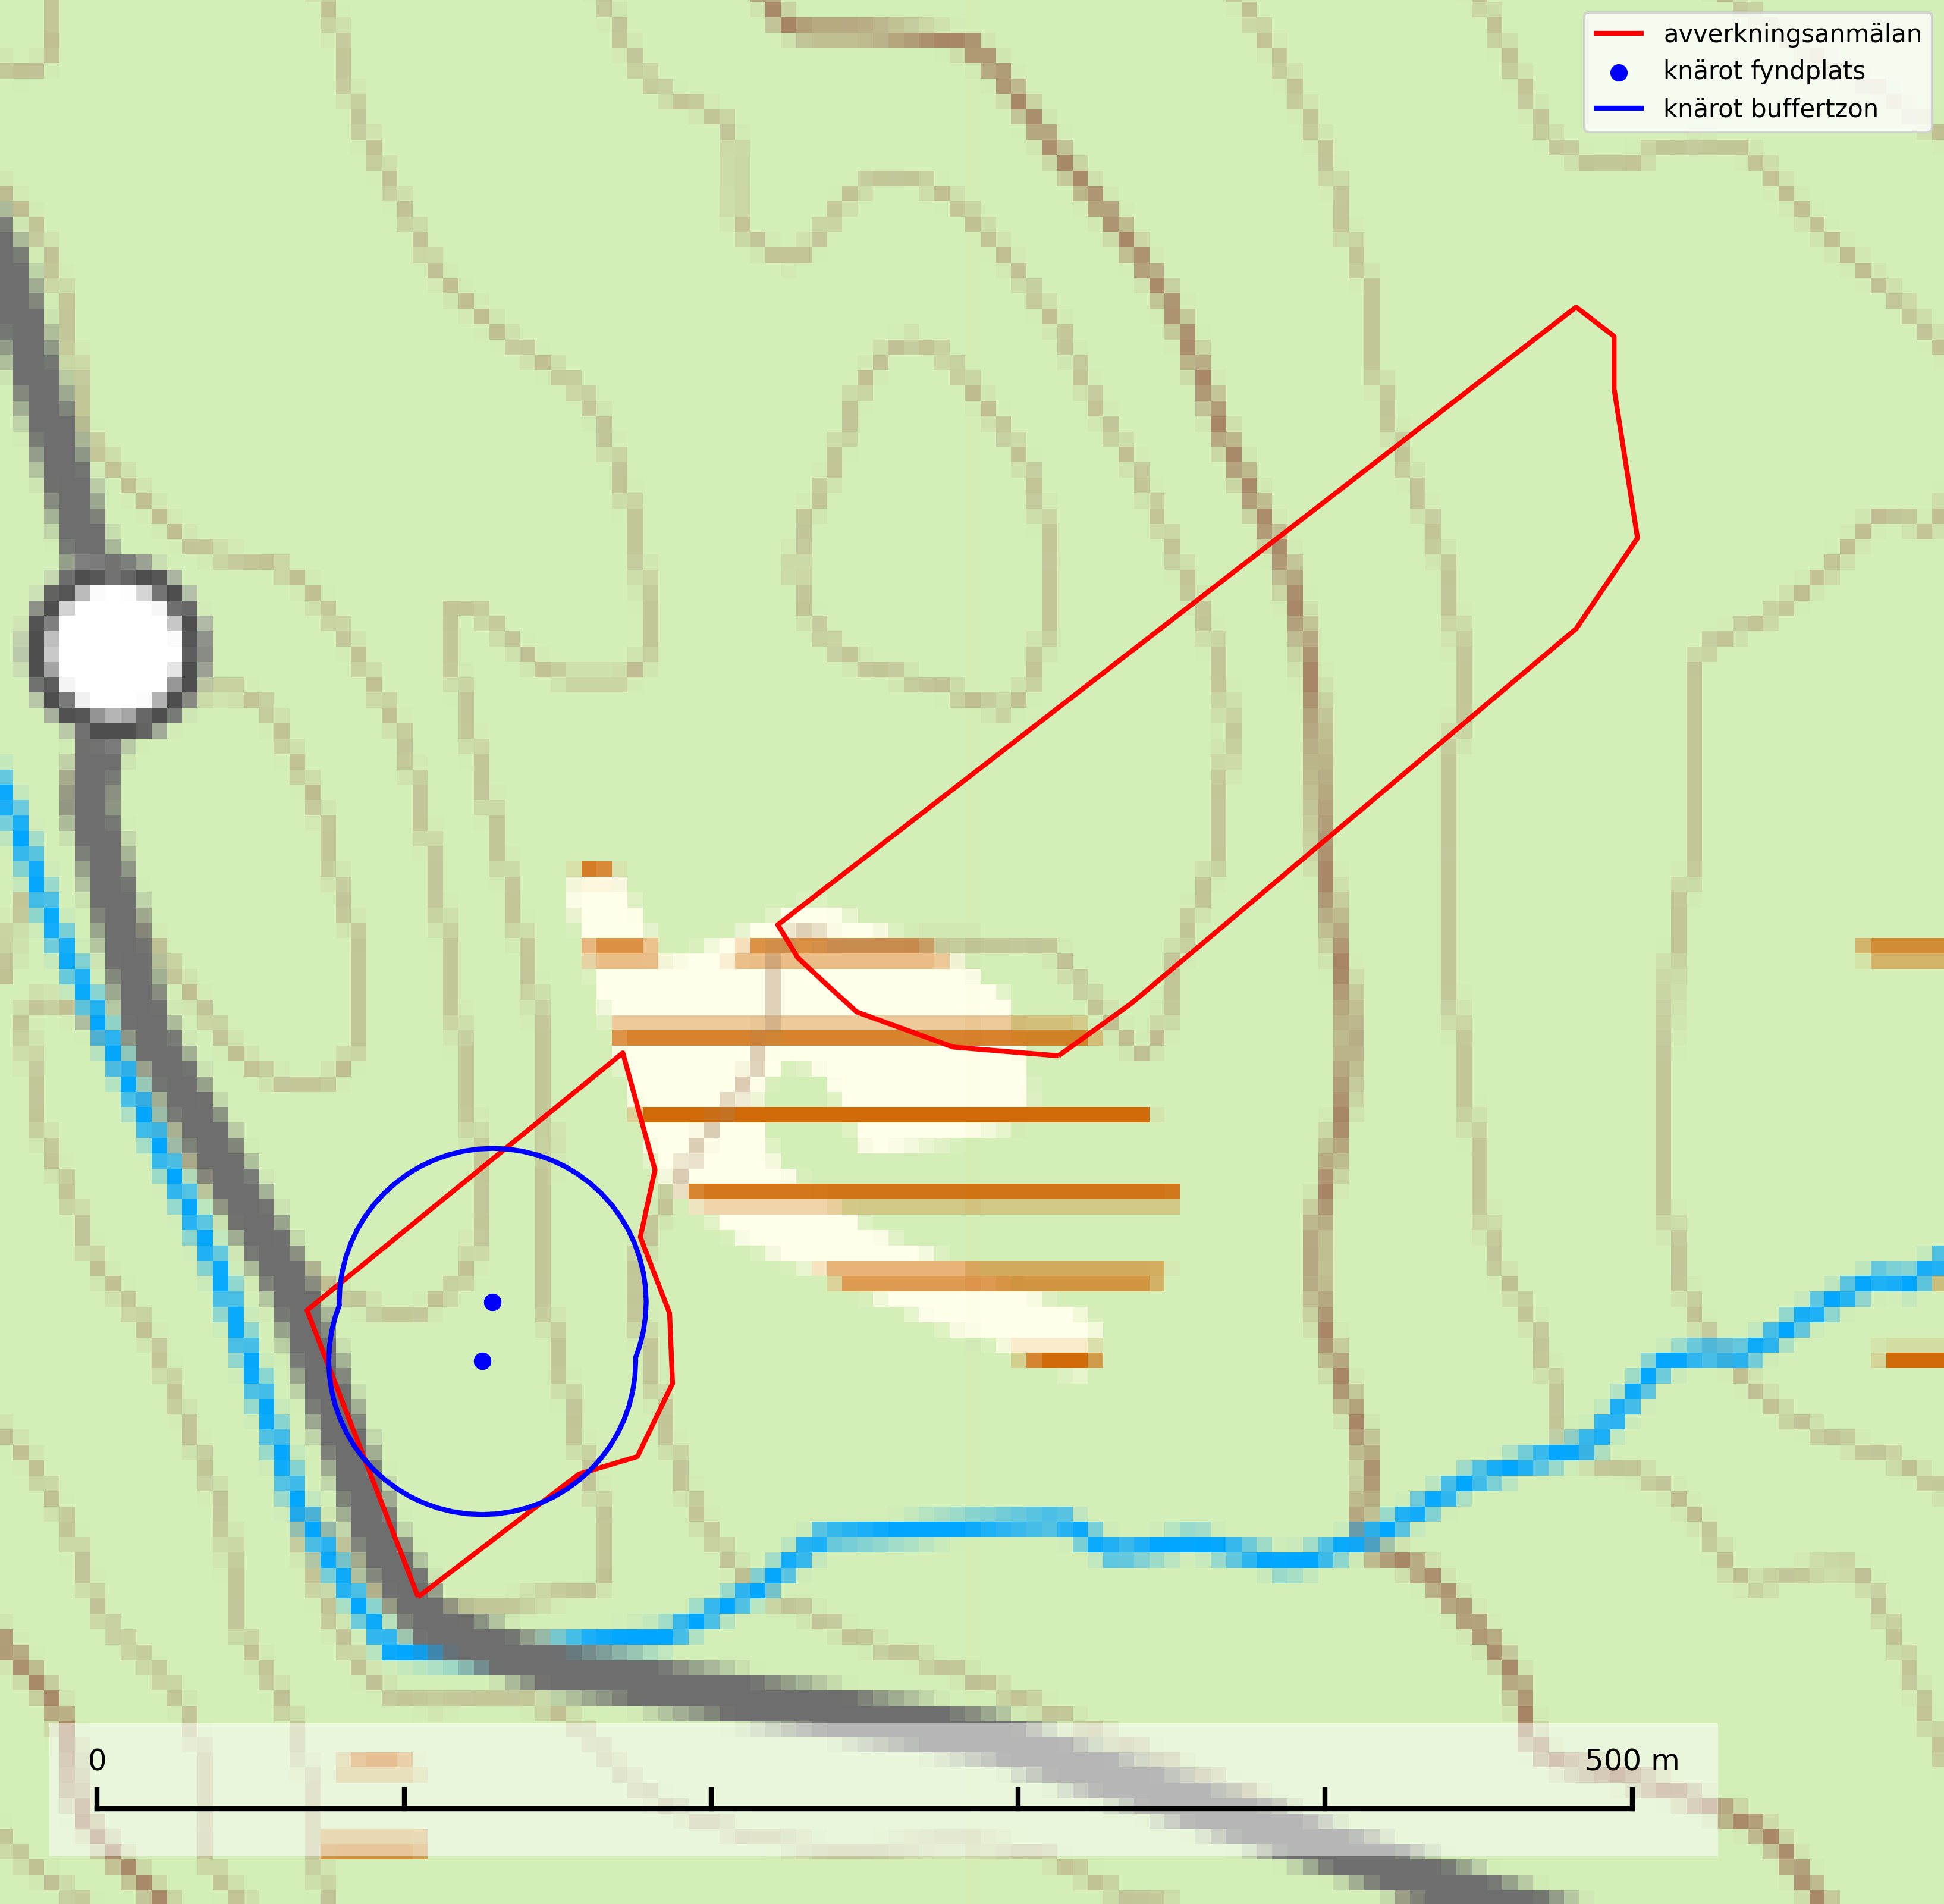 avverkningsanmälan
knärot fyndplats
knärot buffertzon
0 500 m